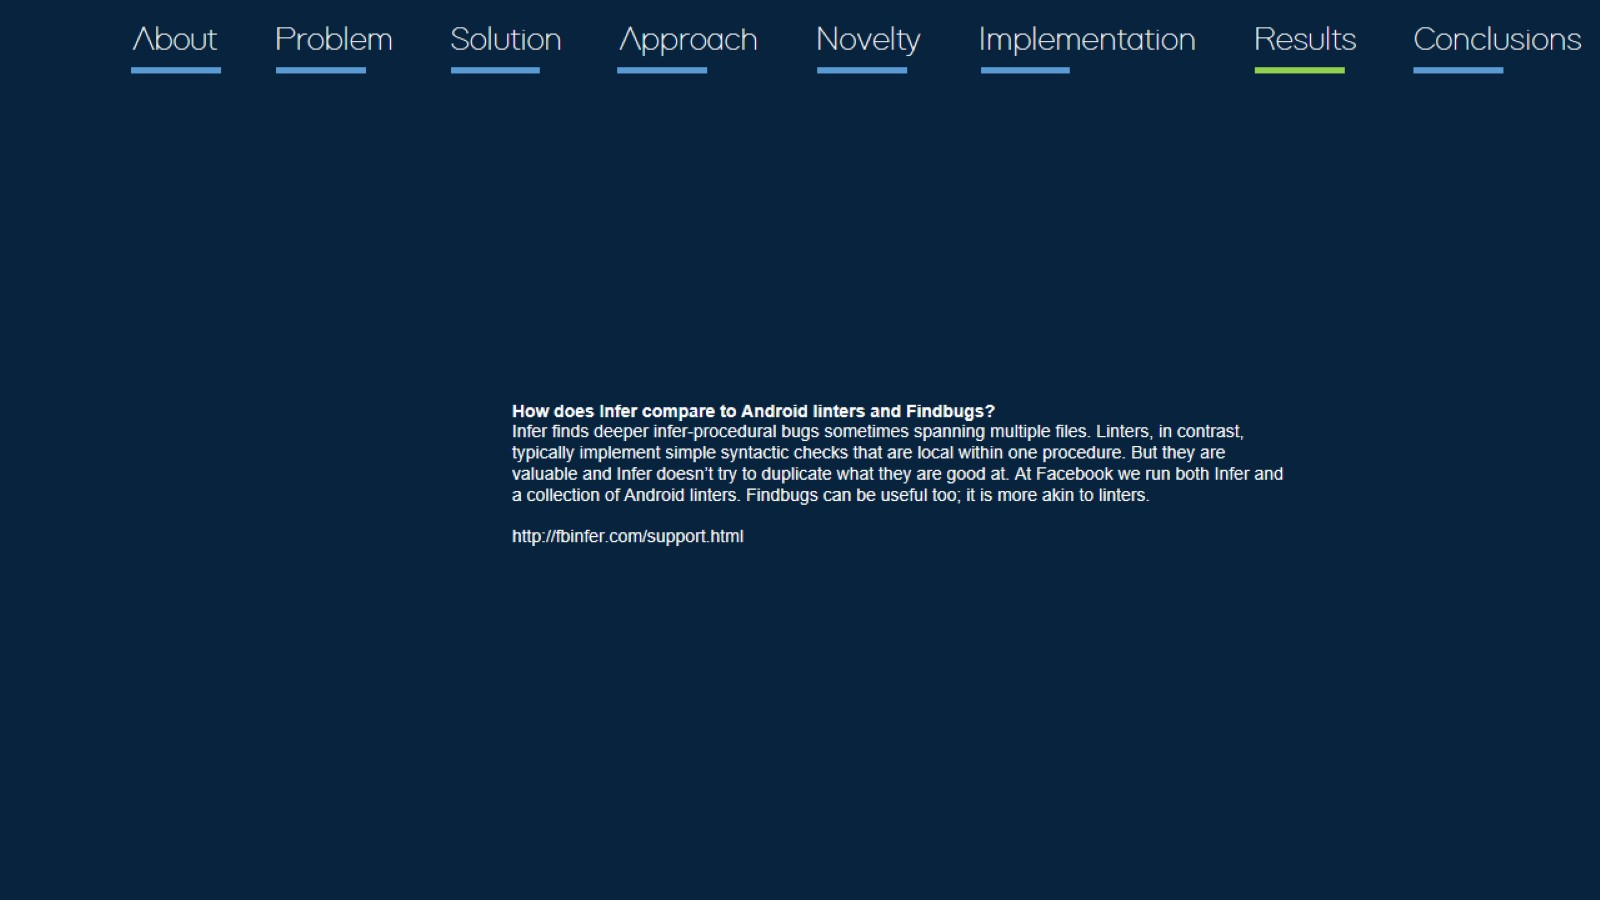 About Problem Solution Approach Novelty Implementation Results Conclusions
How does Infer compare to Android linters and Findbugs?
Infer finds deeper infer-procedural bugs sometimes spanning multiple files. Linters, in contrast,
typically implement simple syntactic checks that are local within one procedure. But they are
valuable and Infer doesn’t try to duplicate what they are good at. At Facebook we run both Infer and
a collection of Android linters. Findbugs can be useful too; it is more akin to linters.
http://fbinfer.com/support.html